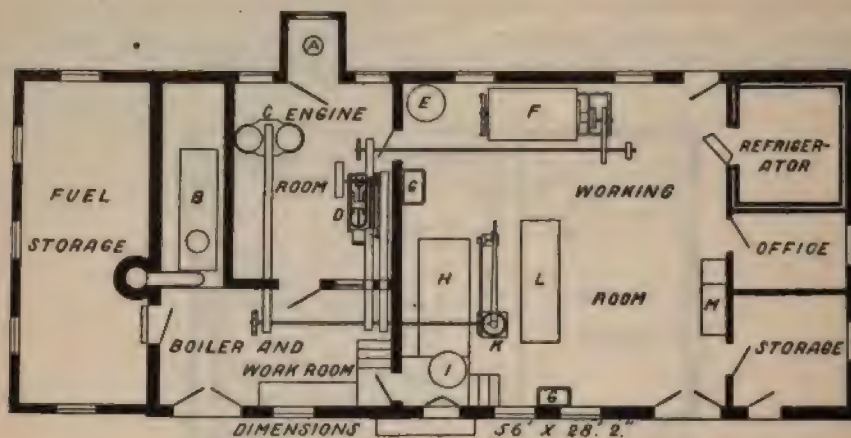 A
C ENGINE
E
F
REFRIGER-
ATOR
FUEL
STORAGE
B
ROOM
D
G
WORKING
OFFICE
H
L
ROOM
M
K
BOILER AND
WORK ROOM
I
STORAGE
G
DIMENSIONS 56' X 28' 2"